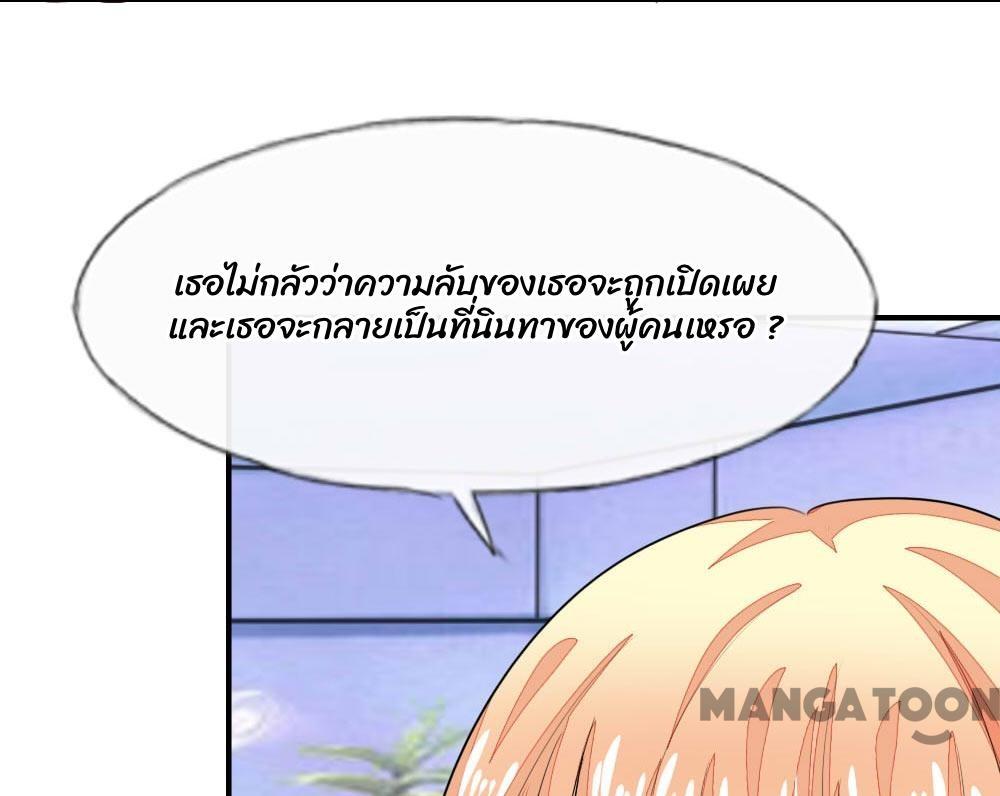 เธอไม่กลัวว่าความลับของเธอจะถูกเปิดเผย
และเธอจะกลายเป็นที่นินทาของผู้คนเหรอ ?
MANGATOON